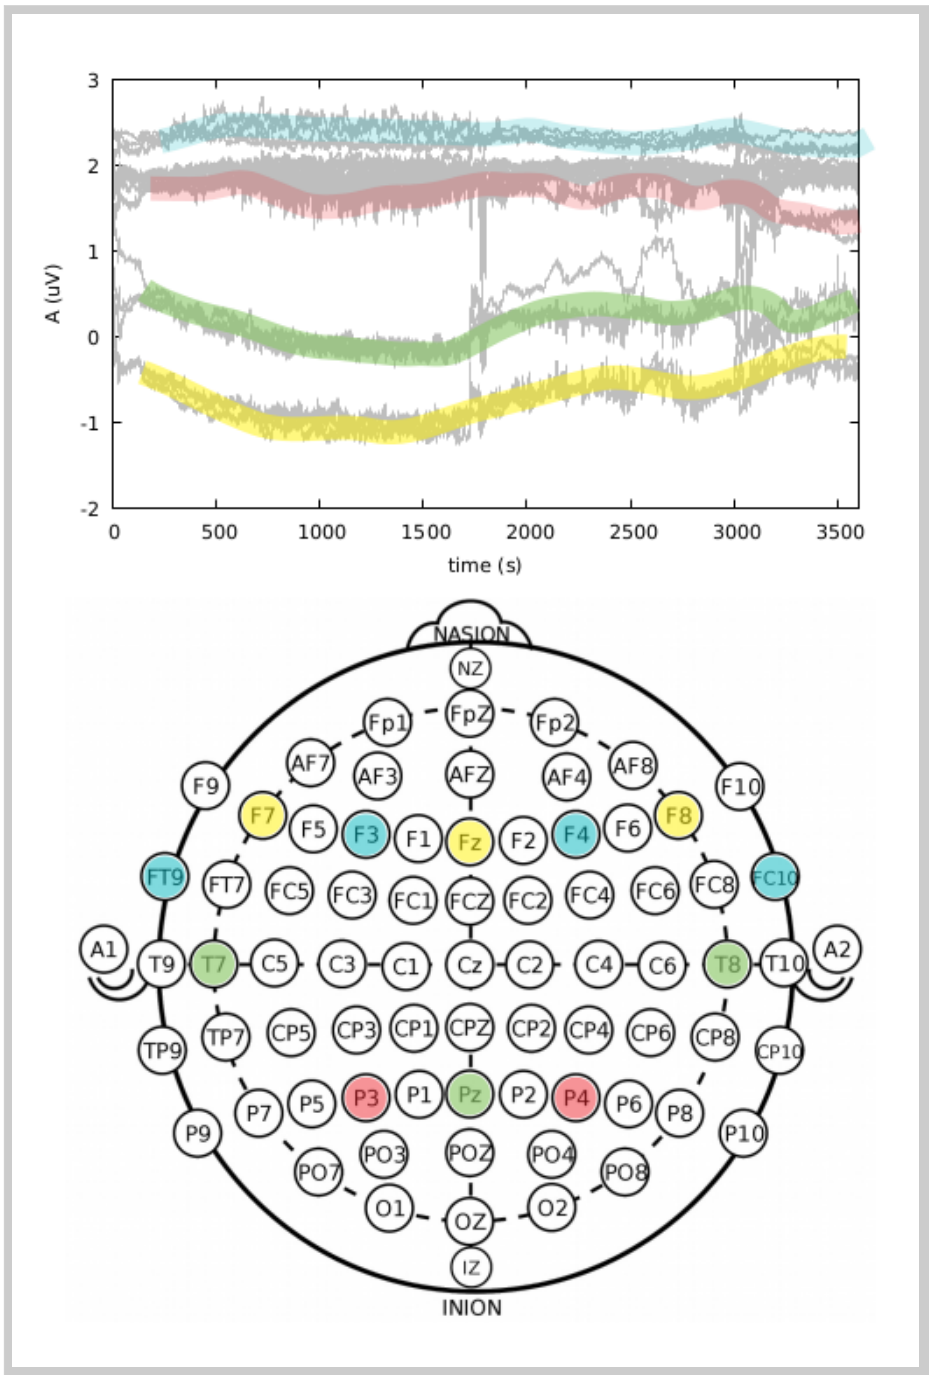 3
2
1
0
-1
-2
A (uV)
0 500 1000 1500 2000 2500 3000 3500
time (s)
NASION
NZ
Fp1 FpZ Fp2
AF7 AF3 AFZ AF4 AF8
F9 F7 F5 F3 F1 Fz F2 F4 F6 F8 F10
FT9 FT7 FC5 FC3 FC1 FCZ FC2 FC4 FC6 FC8 FC10
A1 T9 T7 C5 C3 C1 Cz C2 C4 C6 T8 T10 A2
TP9 TP7 CP5 CP3 CP1 CPZ CP2 CP4 CP6 CP8 CP10
P9 P7 P5 P3 P1 Pz P2 P4 P6 P8 P10
PO7 PO3 POZ PO4 PO8
O1 OZ O2
IZ
INION